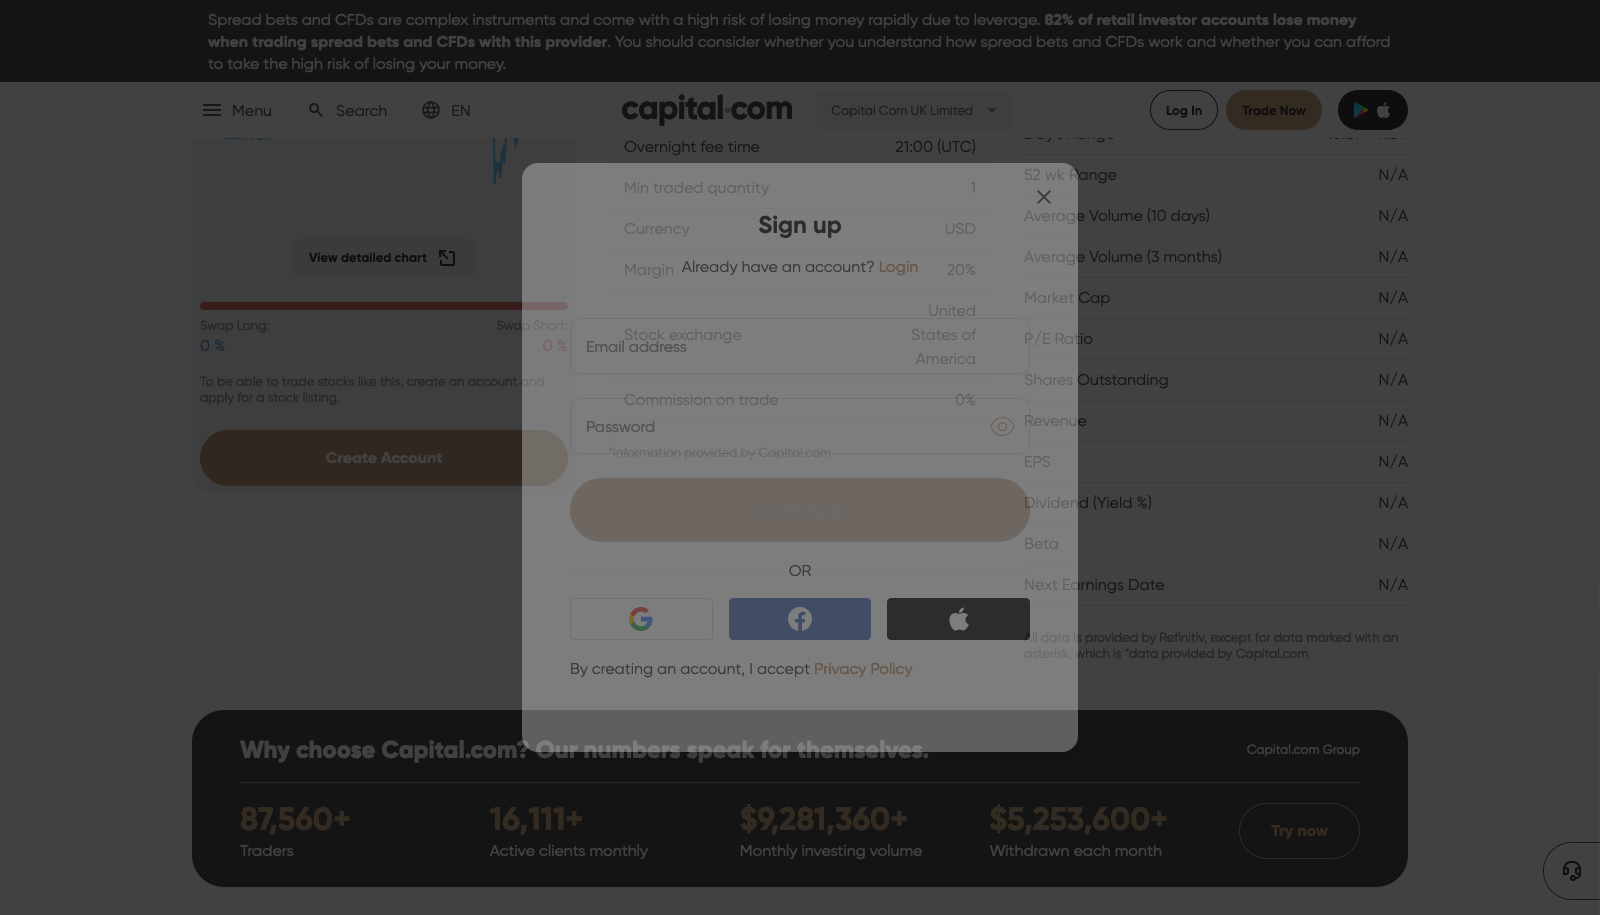 Spread bets and CFDs are complex instruments and come with a high risk of losing money rapidly due to leverage. 82% of retail investor accounts lose money
when trading spread bets and CFDs with this provider. You should consider whether you understand how spread bets and CFDs work and whether you can afford
to take the high risk of losing your money.
Menu
Search
EN
capital.com
Capital Com UK Limited
Log In
Trade Now
View detailed chart
Swap Long:
Swap Short:
0 %
0 %
To be able to trade stocks like this, create an account and
apply for a stock listing.
Create Account
Overnight fee time 21:00 (UTC)
Min traded quantity 1
Currency USD
Margin 20%
Stock exchange
United
States of
America
Commission on trade 0%
*Information provided by Capital.com
Sign up
Already have an account? Login
Email address
Password
OR
By creating an account, I accept Privacy Policy
52 wk Range N/A
Average Volume (10 days) N/A
Average Volume (3 months) N/A
Market Cap N/A
P/E Ratio N/A
Shares Outstanding N/A
Revenue N/A
EPS N/A
Dividend (Yield %) N/A
Beta N/A
Next Earnings Date N/A
All data is provided by Refinitiv, except for data marked with an
asterisk, which is *data provided by Capital.com
Why choose Capital.com? Our numbers speak for themselves.
Capital.com Group
87,560+
Traders
16,111+
Active clients monthly
$9,281,360+
Monthly investing volume
$5,253,600+
Withdrawn each month
Try now